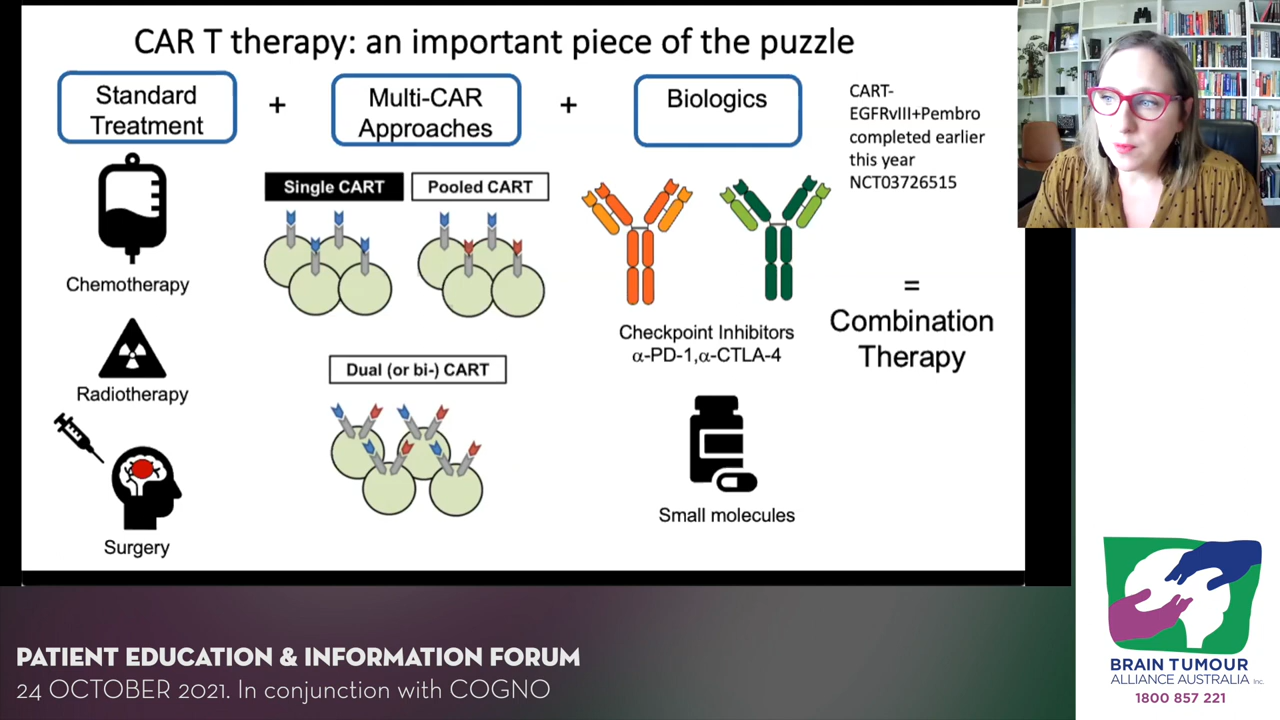 CAR T therapy: an important piece of the puzzle
Standard
Treatment
+
Multi-CAR
Approaches
+
Biologics
CART-
EGFRvIII+Pembro
completed earlier
this year
NCT03726515
Chemotherapy
Radiotherapy
Surgery
Single CART
Pooled CART
Dual (or bi-) CART
Checkpoint Inhibitors
α-PD-1,α-CTLA-4
Small molecules
=
Combination
Therapy
PATIENT EDUCATION & INFORMATION FORUM
24 OCTOBER 2021. In conjunction with COGNO
BRAIN TUMOUR
ALLIANCE AUSTRALIA Inc.
1800 857 221